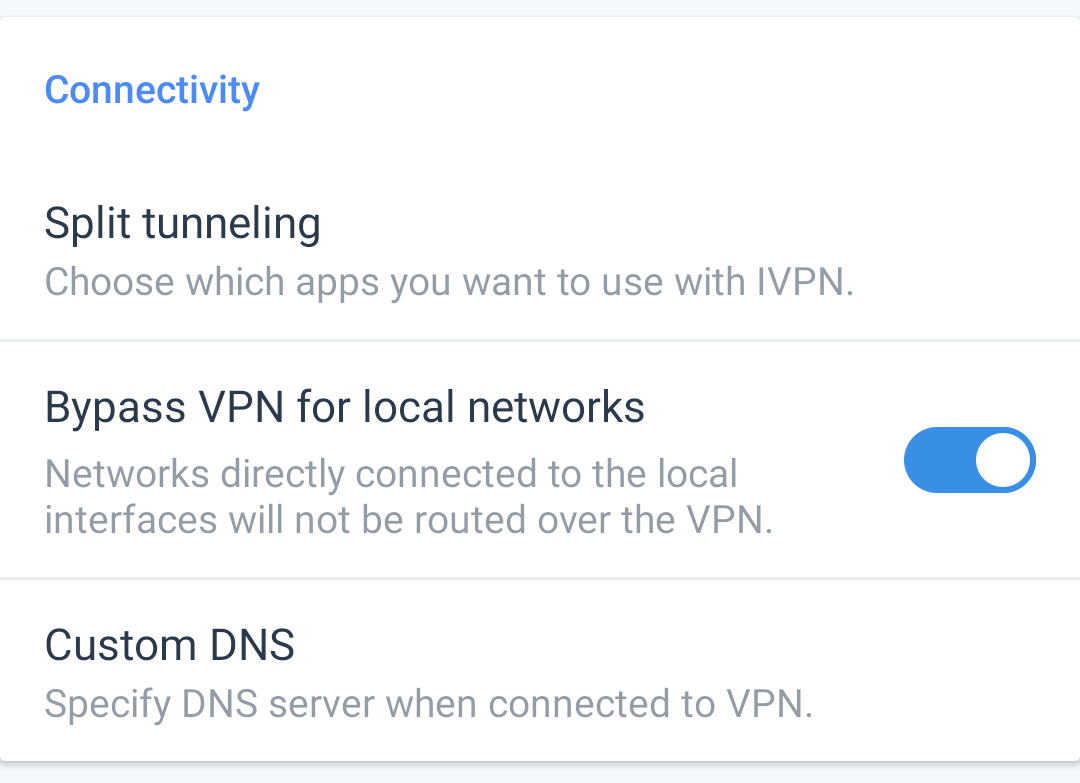 Connectivity
Split tunneling
Choose which apps you want to use with IVPN.
Bypass VPN for local networks
Networks directly connected to the local
interfaces will not be routed over the VPN.
Custom DNS
Specify DNS server when connected to VPN.